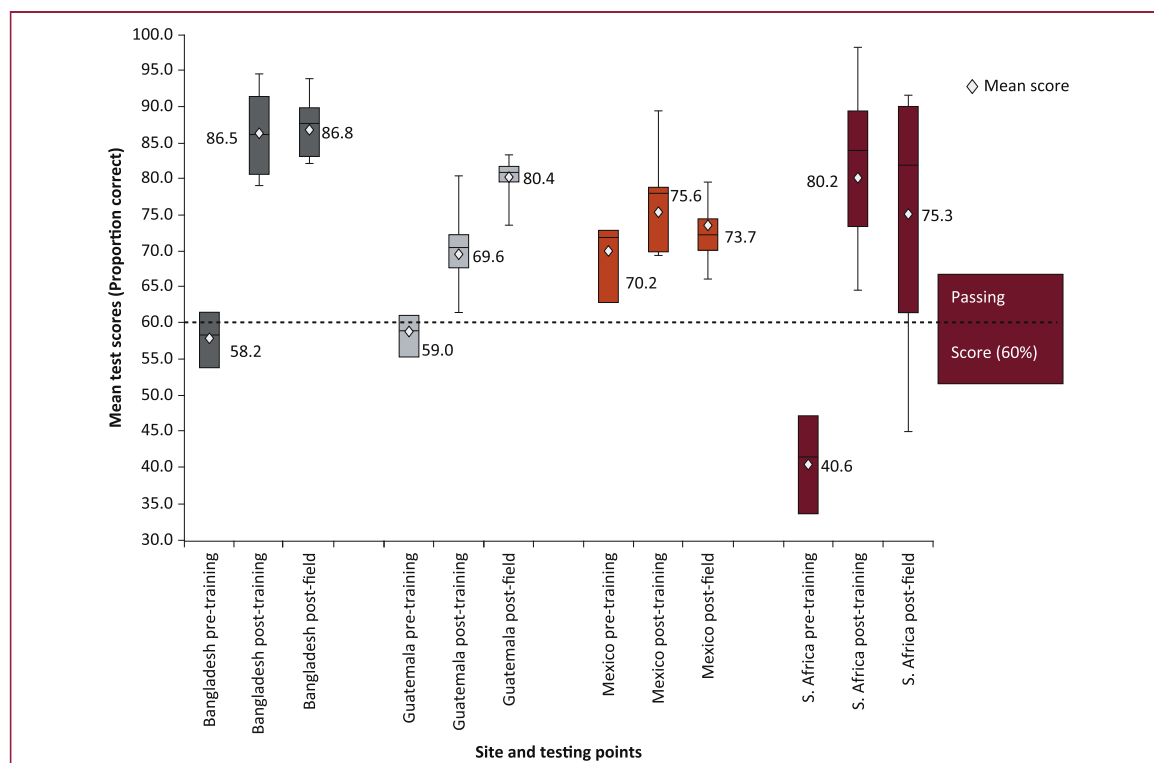 100.0
95.0
90.0
85.0
80.0
75.0
70.0
65.0
60.0
55.0
50.0
45.0
40.0
35.0
30.0
Mean test scores (Proportion correct)
Mean score
86.5
86.8
58.2
59.0
69.6
80.4
70.2
75.6
73.7
40.6
80.2
75.3
Passing
Score (60%)
Bangladesh pre-training
Bangladesh post-training
Bangladesh post-field
Guatemala pre-training
Guatemala post-training
Guatemala post-field
Mexico pre-training
Mexico post-training
Mexico post-field
S. Africa pre-training
S. Africa post-training
S. Africa post-field
Site and testing points